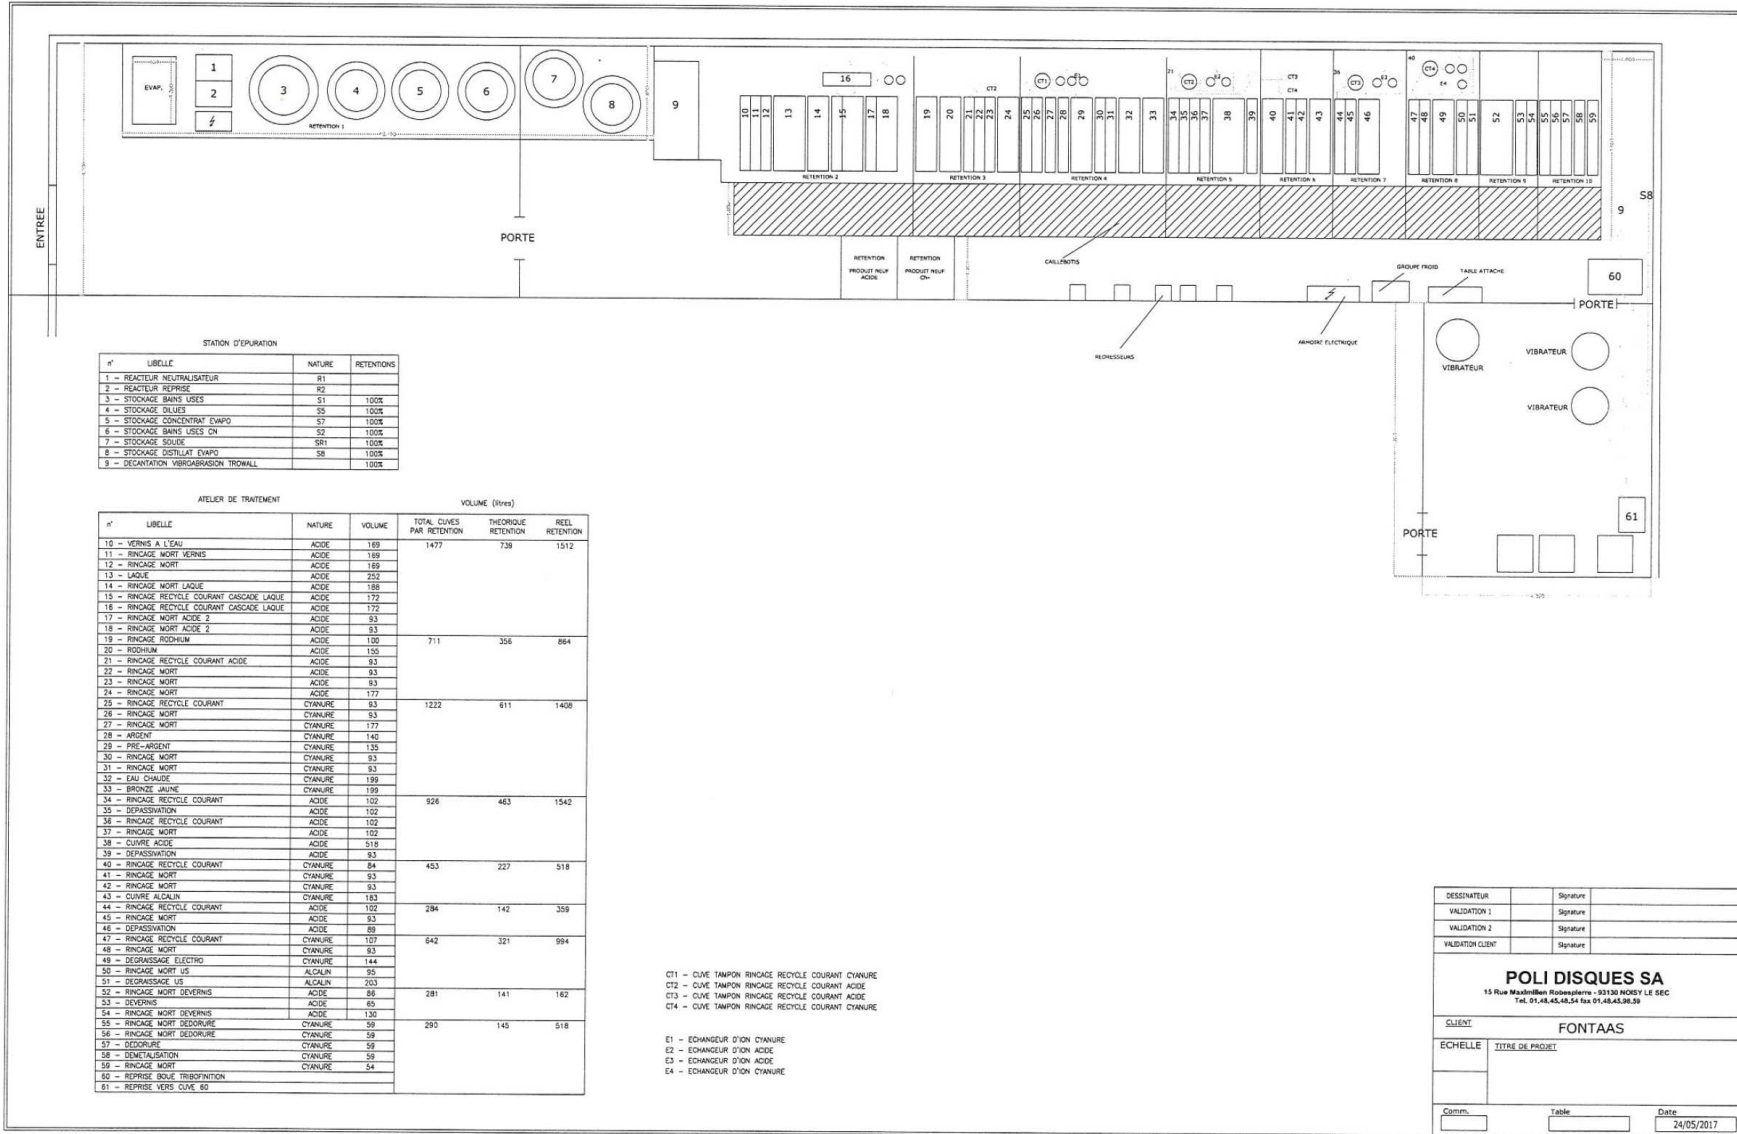 EVAP.
1
2
3
4
5
6
7
8
9
RETENTION 1
ENTREE
PORTE
16
10 11 12 13 14 15 17 18
RETENTION 2
CT2
19 20 21 22 23 24
RETENTION 3
CT1 E1
25 26 27 28 29 30 31 32 33
RETENTION 4
21 CT2 E2
34 35 36 37 38 39
RETENTION 5
CT3
CT4
40 41 42 43
RETENTION 6
CT3 E3
44 45 46
RETENTION 7
40 CT4
E4
47 48 49 50 51
RETENTION 8
52 53 54
RETENTION 9
55 56 57 58 59
RETENTION 10
S8
9
RETENTION
PRODUIT NEUF
ACIDE
RETENTION
PRODUIT NEUF
CAILLEBOTIS
REDRESSEURS
ARMOIRE ELECTRIQUE
GROUPE FROID
TABLE ATTACHE
60
PORTE
VIBRATEUR
VIBRATEUR
VIBRATEUR
PORTE
61
STATION D'EPURATION
n° LIBELLE NATURE RETENTIONS
1 - REACTEUR NEUTRALISATEUR R1
2 - REACTEUR REPRISE R2
3 - STOCKAGE BAINS USES S1 100%
4 - STOCKAGE DILUES S5 100%
5 - STOCKAGE CONCENTRAT EVAPO S7 100%
6 - STOCKAGE BAINS USES CN S2 100%
7 - STOCKAGE SOUDE SR1 100%
8 - STOCKAGE DISTILLAT EVAPO S8 100%
9 - DECANTATION VIBROABRASION TROWALL 100%
ATELIER DE TRAITEMENT
VOLUME (litres)
n° LIBELLE NATURE VOLUME TOTAL CUVES PAR RETENTION THEORIQUE RETENTION REEL RETENTION
10 - VERNIS A L'EAU ACIDE 169 1477 739 1512
11 - RINCAGE MORT VERNIS ACIDE 169
12 - RINCAGE MORT ACIDE 169
13 - LAQUE ACIDE 252
14 - RINCAGE MORT LAQUE ACIDE 188
15 - RINCAGE RECYCLE COURANT CASCADE LAQUE ACIDE 172
16 - RINCAGE RECYCLE COURANT CASCADE LAQUE ACIDE 172
17 - RINCAGE MORT ACIDE 2 ACIDE 93
18 - RINCAGE MORT ACIDE 2 ACIDE 93
19 - RINCAGE RODHIUM ACIDE 100 711 356 864
20 - RODHIUM ACIDE 155
21 - RINCAGE RECYCLE COURANT ACIDE ACIDE 93
22 - RINCAGE MORT ACIDE 93
23 - RINCAGE MORT ACIDE 93
24 - RINCAGE MORT ACIDE 177
25 - RINCAGE RECYCLE COURANT CYANURE 93 1222 611 1408
26 - RINCAGE MORT CYANURE 93
27 - RINCAGE MORT CYANURE 177
28 - ARGENT CYANURE 140
29 - PRE-ARGENT CYANURE 135
30 - RINCAGE MORT CYANURE 93
31 - RINCAGE MORT CYANURE 93
32 - EAU CHAUDE CYANURE 199
33 - BRONZE JAUNE CYANURE 199
34 - RINCAGE RECYCLE COURANT ACIDE 102 926 463 1542
35 - DEPASSIVATION ACIDE 102
36 - RINCAGE RECYCLE COURANT ACIDE 102
37 - RINCAGE MORT ACIDE 102
38 - CUIVRE ACIDE ACIDE 518
39 - DEPASSIVATION ACIDE 93
40 - RINCAGE RECYCLE COURANT CYANURE 84 453 227 518
41 - RINCAGE MORT CYANURE 93
42 - RINCAGE MORT CYANURE 93
43 - CUIVRE ALCALIN CYANURE 183
44 - RINCAGE RECYCLE COURANT ACIDE 102 284 142 359
45 - RINCAGE MORT ACIDE 93
46 - DEPASSIVATION ACIDE 89
47 - RINCAGE RECYCLE COURANT CYANURE 107 642 321 994
48 - RINCAGE MORT CYANURE 93
49 - DEGRAISSAGE ELECTRO CYANURE 144
50 - RINCAGE MORT US ALCALIN 95
51 - DEGRAISSAGE US ALCALIN 203
52 - RINCAGE MORT DEVERNIS ACIDE 86 281 141 162
53 - DEVERNIS ACIDE 65
54 - RINCAGE MORT DEVERNIS ACIDE 130
55 - RINCAGE MORT DEDORURE CYANURE 59 290 145 518
56 - RINCAGE MORT DEDORURE CYANURE 59
57 - DEDORURE CYANURE 59
58 - DEMETALISATION CYANURE 59
59 - RINCAGE MORT CYANURE 54
60 - REPRISE BOUE TRIBOFINITION
61 - REPRISE VERS CUVE 60
CT1 - CUVE TAMPON RINCAGE RECYCLE COURANT CYANURE
CT2 - CUVE TAMPON RINCAGE RECYCLE COURANT ACIDE
CT3 - CUVE TAMPON RINCAGE RECYCLE COURANT ACIDE
CT4 - CUVE TAMPON RINCAGE RECYCLE COURANT CYANURE
E1 - ECHANGEUR D'ION CYANURE
E2 - ECHANGEUR D'ION ACIDE
E3 - ECHANGEUR D'ION ACIDE
E4 - ECHANGEUR D'ION CYANURE
DESSINATEUR Signature
VALIDATION 1 Signature
VALIDATION 2 Signature
VALIDATION CLIENT Signature
POLI DISQUES SA
15 Rue Maximilien Robespierre - 93130 NOISY LE SEC
Tel. 01.48.45.48.54 fax 01.48.45.98.59
CLIENT FONTAAS
ECHELLE TITRE DE PROJET
Comm. Table Date
24/05/2017